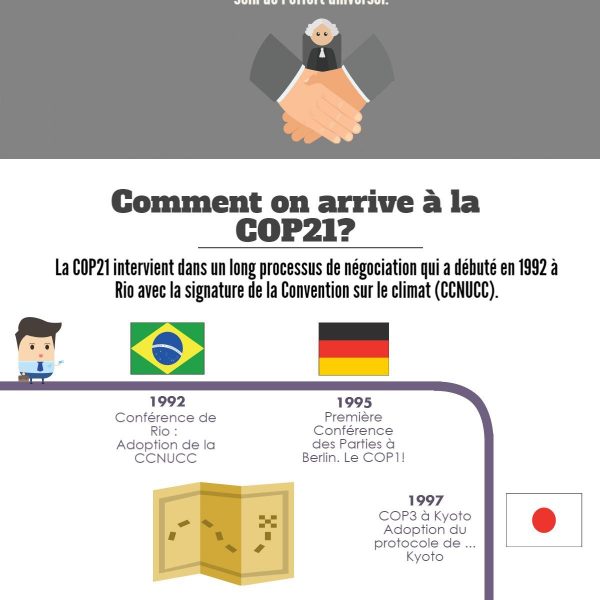 sein de l'effort universel.
Comment on arrive à la
COP21?
La COP21 intervient dans un long processus de négociation qui a débuté en 1992 à
Rio avec la signature de la Convention sur le climat (CCNUCC).
1992
Conférence de
Rio :
Adoption de la
CCNUCC
1995
Première
Conférence
des Parties à
Berlin. Le COP1!
1997
COP3 à Kyoto
Adoption du
protocole de ...
Kyoto